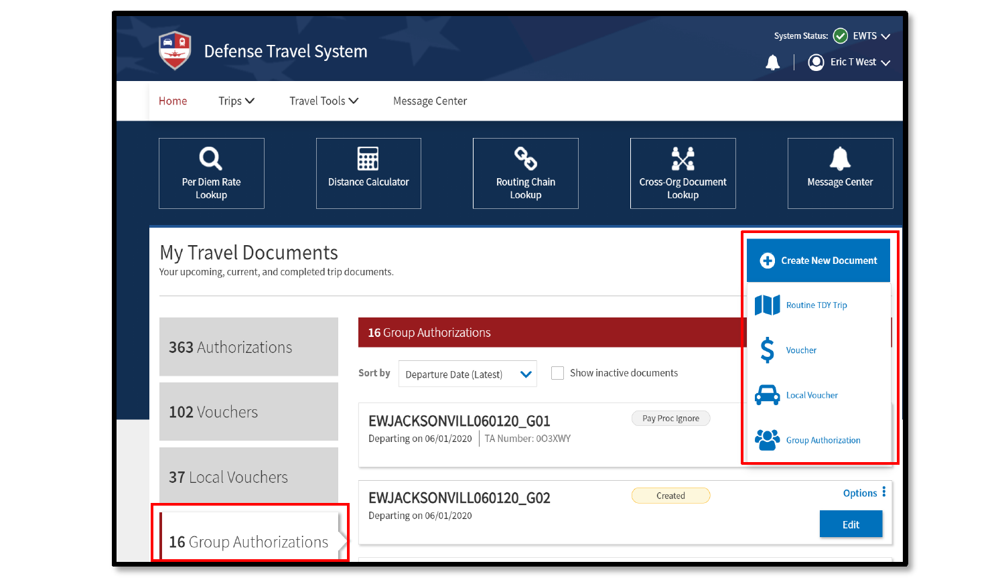 System Status: EWTS
Defense Travel System
Eric T West
Home Trips Travel Tools Message Center
Per Diem Rate
Lookup
Distance Calculator
Routing Chain
Lookup
Cross-Org Document
Lookup
Message Center
My Travel Documents
Your upcoming, current, and completed trip documents.
Create New Document
Routine TDY Trip
Voucher
Local Voucher
Group Authorization
363 Authorizations
102 Vouchers
37 Local Vouchers
16 Group Authorizations
16 Group Authorizations
Sort by Departure Date (Latest) Show inactive documents
EWJACKSONVILL060120_G01 Pay Proc Ignore
Departing on 06/01/2020 TA Number: 0O3XWY
EWJACKSONVILL060120_G02 Created Options
Departing on 06/01/2020
Edit